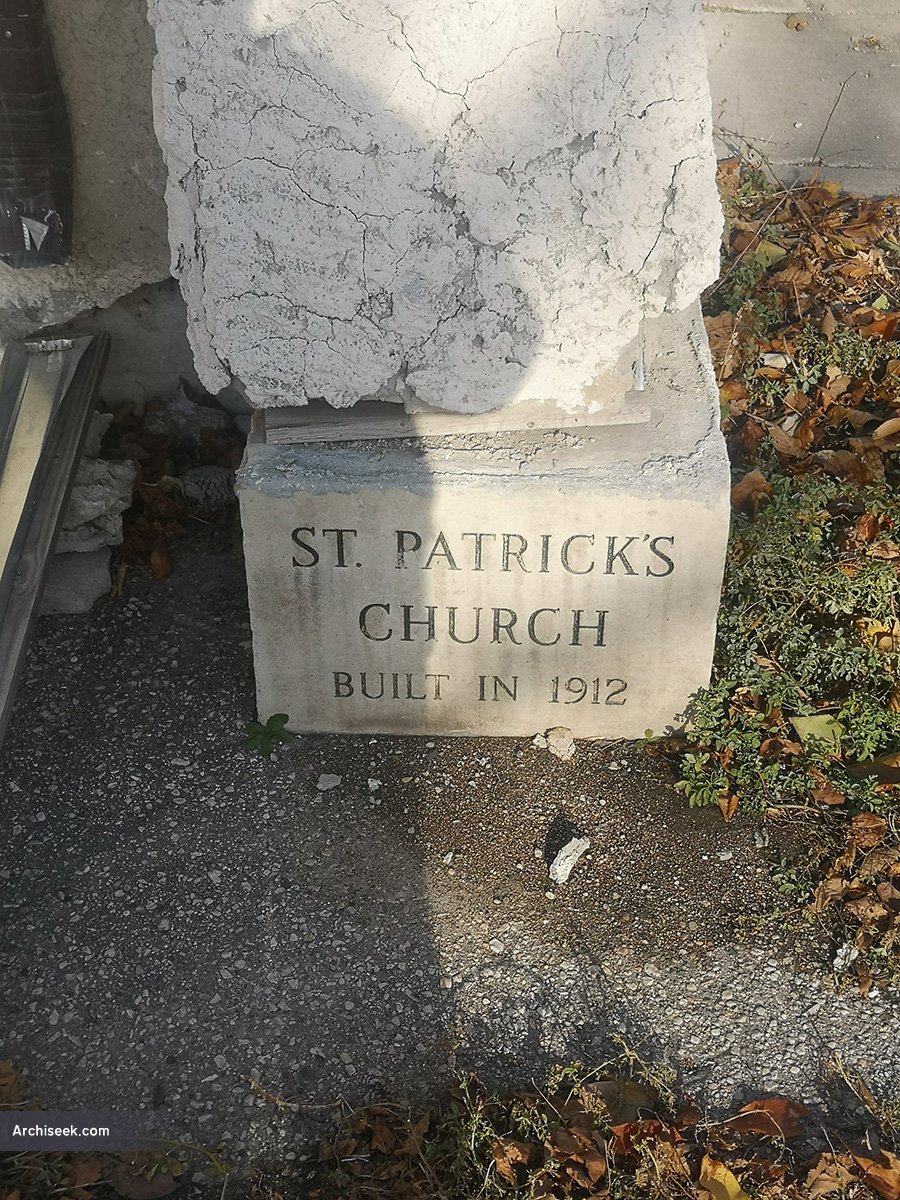 ST. PATRICK'S
CHURCH
BUILT IN 1912
Archiseek.com